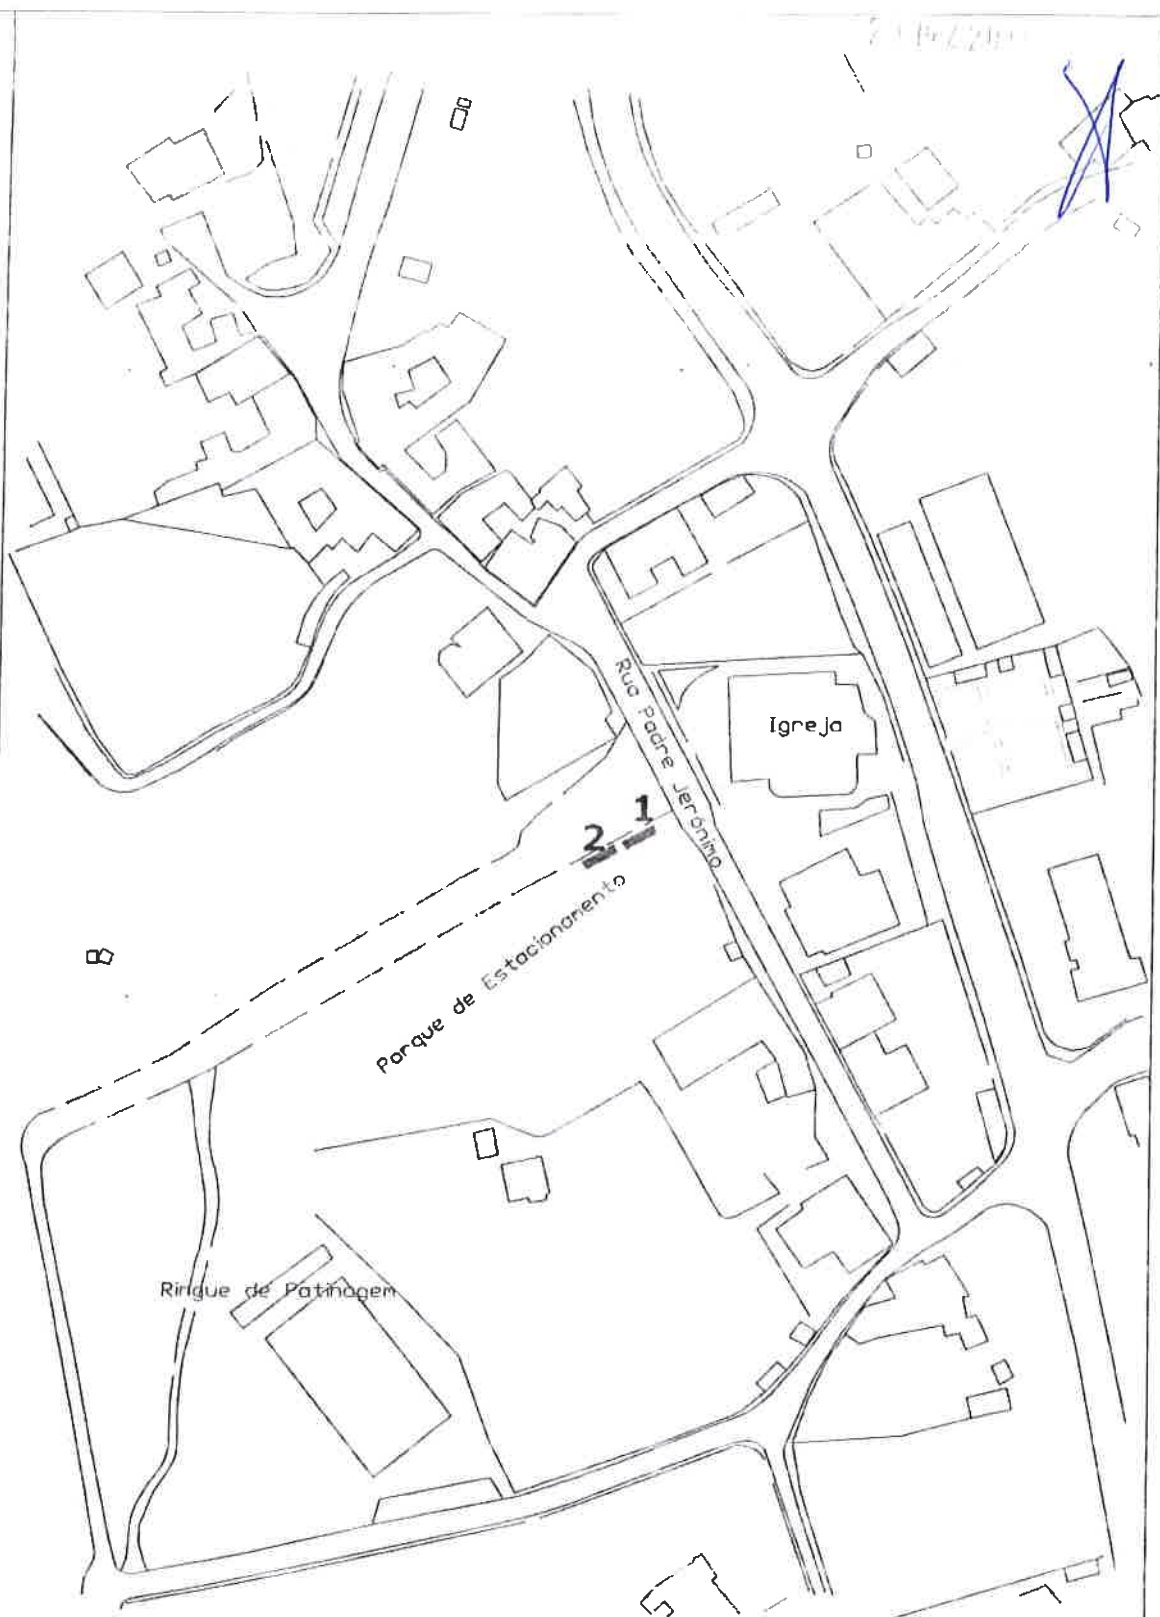 Rua Padre Jerónimo
Igreja
1
2
Parque de Estacionamento
Ringue de Patinagem